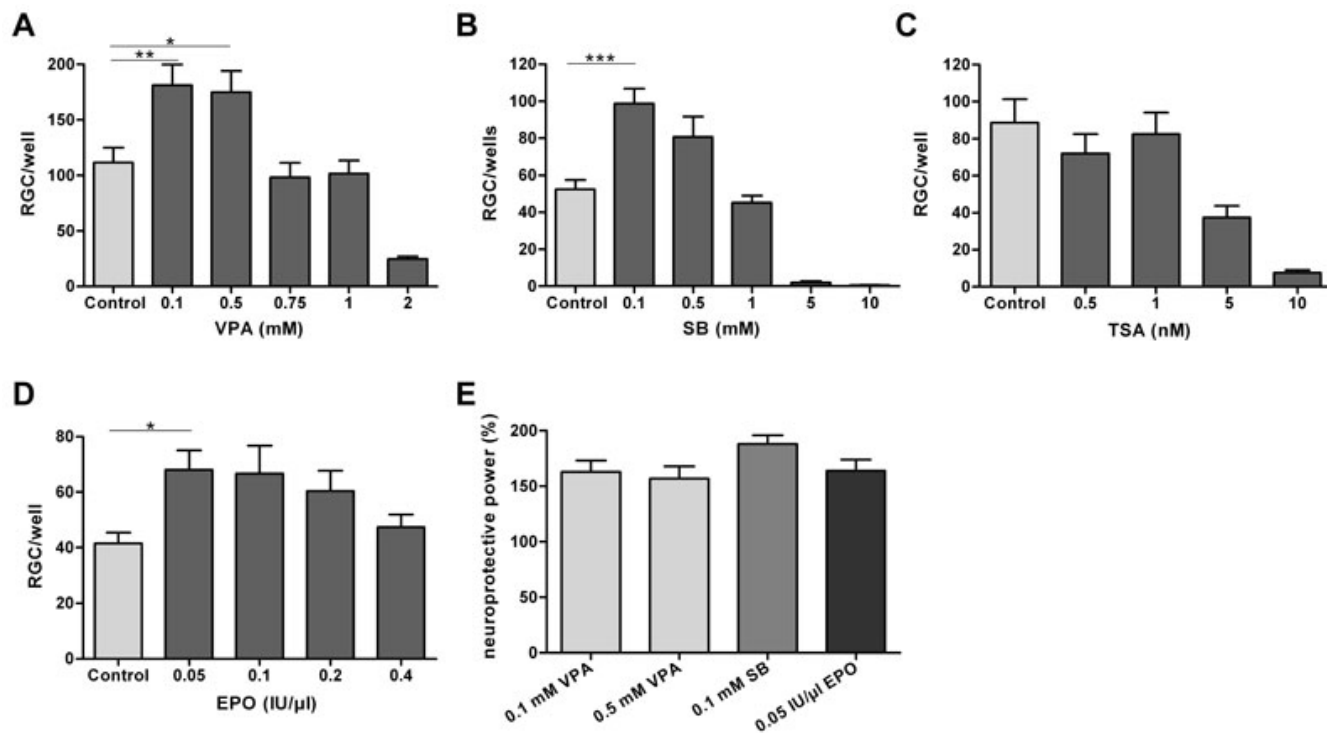 A
RGC/well
200
150
100
50
0
**
*
Control 0.1 0.5 0.75 1 2
VPA (mM)
B
RGC/wells
120
100
80
60
40
20
0
***
Control 0.1 0.5 1 5 10
SB (mM)
C
RGC/well
120
100
80
60
40
20
0
Control 0.5 1 5 10
TSA (nM)
D
RGC/well
80
60
40
20
0
*
Control 0.05 0.1 0.2 0.4
EPO (IU/µl)
E
neuroprotective power (%)
200
150
100
50
0
0.1 mM VPA
0.5 mM VPA
0.1 mM SB
0.05 IU/µl EPO